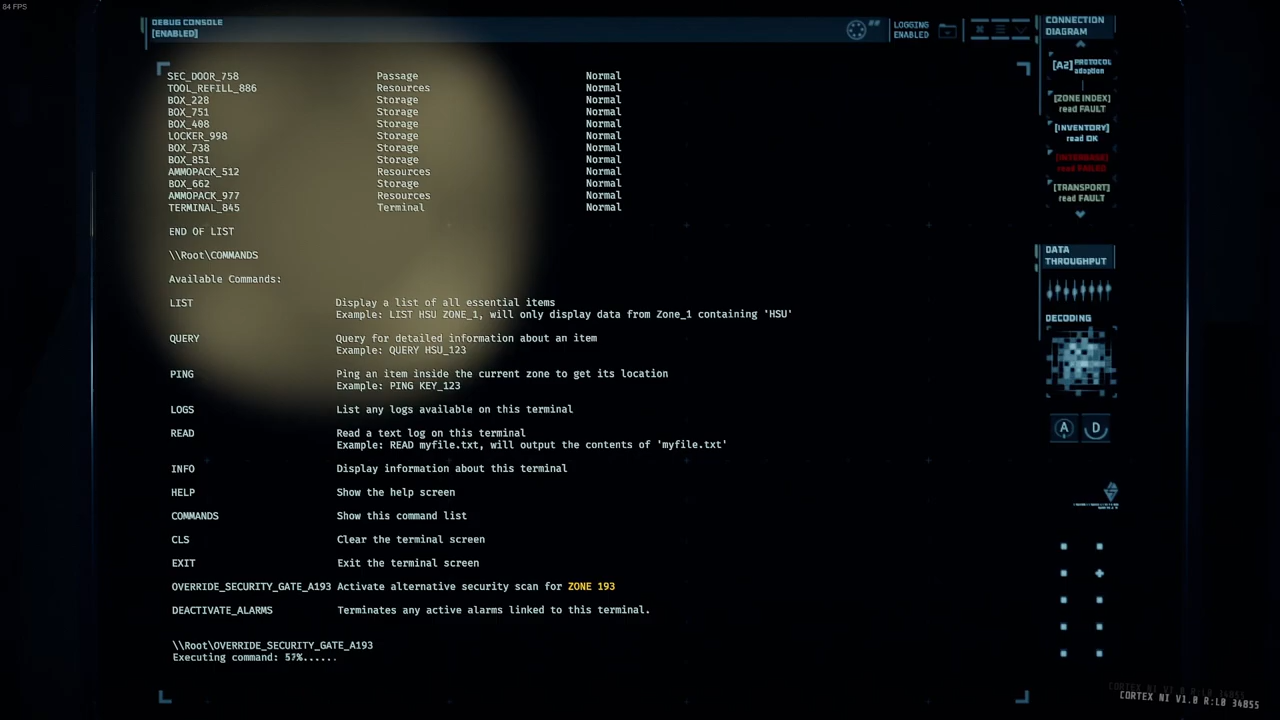 84 FPS
DEBUG CONSOLE
[ENABLED]
LOGGING
ENABLED
CONNECTION
DIAGRAM
[A2] PROTOCOL
adaption
[ZONE INDEX]
read FAULT
[INVENTORY]
read OK
read FAILED
[TRANSPORT]
read FAULT
DATA
THROUGHPUT
DECODING
A D
SEC_DOOR_758 Passage Normal
TOOL_REFILL_886 Resources Normal
BOX_228 Storage Normal
BOX_751 Storage Normal
BOX_408 Storage Normal
LOCKER_998 Storage Normal
BOX_738 Storage Normal
BOX_851 Storage Normal
AMMOPACK_512 Resources Normal
BOX_662 Storage Normal
AMMOPACK_977 Resources Normal
TERMINAL_845 Terminal Normal
END OF LIST
\\Root\COMMANDS
Available Commands:
LIST Display a list of all essential items
Example: LIST HSU ZONE_1, will only display data from Zone_1 containing 'HSU'
QUERY Query for detailed information about an item
Example: QUERY HSU_123
PING Ping an item inside the current zone to get its location
Example: PING KEY_123
LOGS List any logs available on this terminal
READ Read a text log on this terminal
Example: READ myfile.txt, will output the contents of 'myfile.txt'
INFO Display information about this terminal
HELP Show the help screen
COMMANDS Show this command list
CLS Clear the terminal screen
EXIT Exit the terminal screen
OVERRIDE_SECURITY_GATE_A193 Activate alternative security scan for ZONE 193
DEACTIVATE_ALARMS Terminates any active alarms linked to this terminal.
\\Root\OVERRIDE_SECURITY_GATE_A193
Executing command:
CORTEX NI V1.0 R:L0 34855